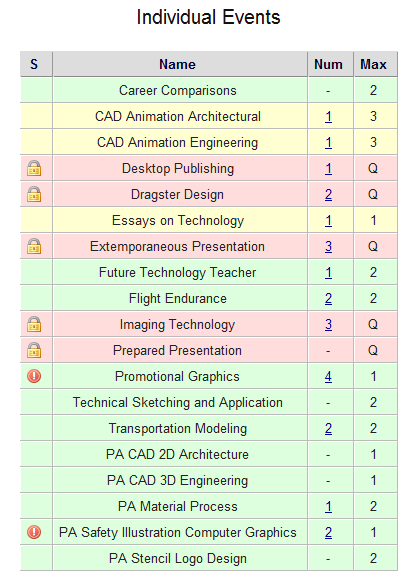 Individual Events
S Name Num Max
Career Comparisons - 2
CAD Animation Architectural 1 3
CAD Animation Engineering 1 3
Desktop Publishing 1 Q
Dragster Design 2 Q
Essays on Technology 1 1
Extemporaneous Presentation 3 Q
Future Technology Teacher 1 2
Flight Endurance 2 2
Imaging Technology 3 Q
Prepared Presentation - Q
Promotional Graphics 4 1
Technical Sketching and Application - 2
Transportation Modeling 2 2
PA CAD 2D Architecture - 1
PA CAD 3D Engineering - 1
PA Material Process 1 2
PA Safety Illustration Computer Graphics 2 1
PA Stencil Logo Design - 2